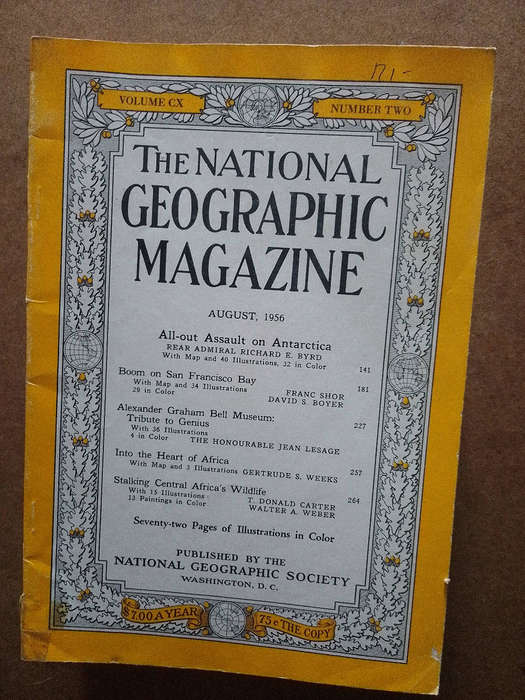 171-
VOLUME CX
NUMBER TWO
THE NATIONAL
GEOGRAPHIC
MAGAZINE
AUGUST, 1956
All-out Assault on Antarctica
REAR ADMIRAL RICHARD E. BYRD
With Map and 40 Illustrations, 32 in Color 141
Boom on San Francisco Bay 181
With Map and 34 Illustrations FRANC SHOR
29 in Color DAVID S. BOYER
Alexander Graham Bell Museum: 227
Tribute to Genius
With 36 Illustrations
4 in Color THE HONOURABLE JEAN LESAGE
Into the Heart of Africa 257
With Map and 3 Illustrations GERTRUDE S. WEEKS
Stalking Central Africa's Wildlife 264
With 15 Illustrations T. DONALD CARTER
13 Paintings in Color WALTER A. WEBER
Seventy-two Pages of Illustrations in Color
PUBLISHED BY THE
NATIONAL GEOGRAPHIC SOCIETY
WASHINGTON, D. C.
$7.00 A YEAR
75c THE COPY